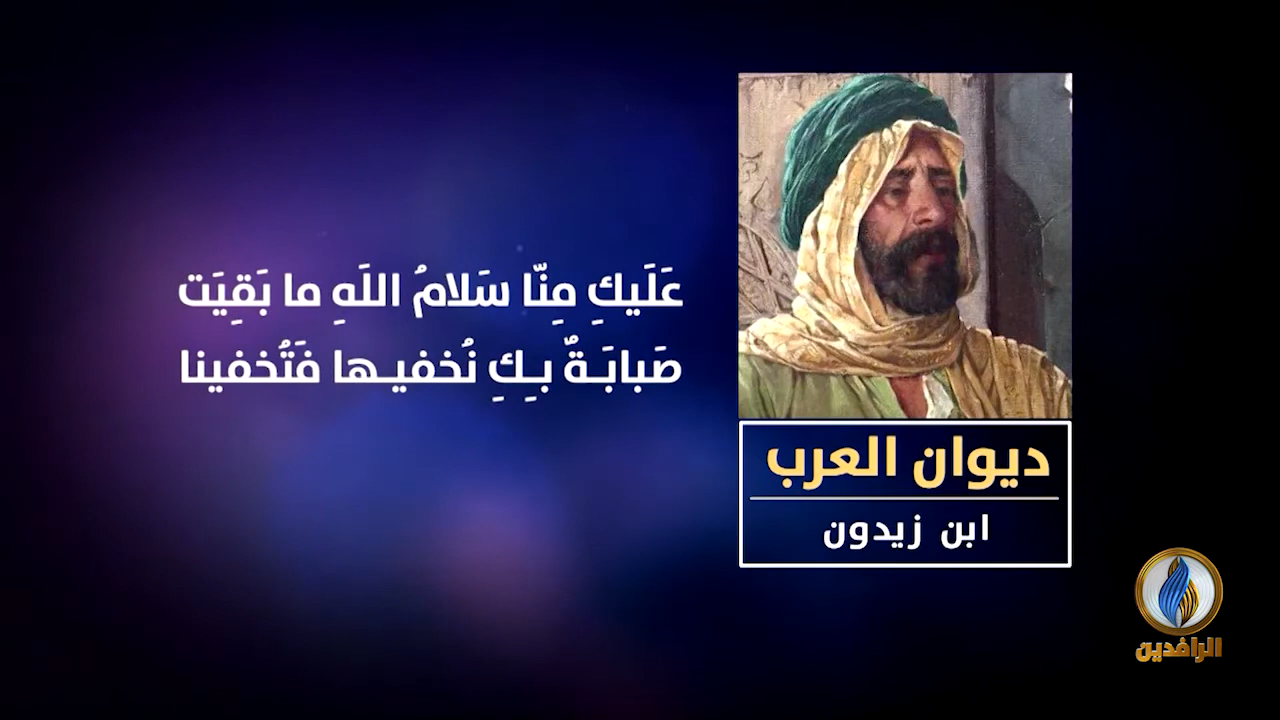 عَلَيكِ مِنّا سَلامُ اللَهِ ما بَقِيَت
صَبابَةٌ بِكِ نُخفيها فَتُخفينا
ديوان العرب
ابن زيدون
الرافدين